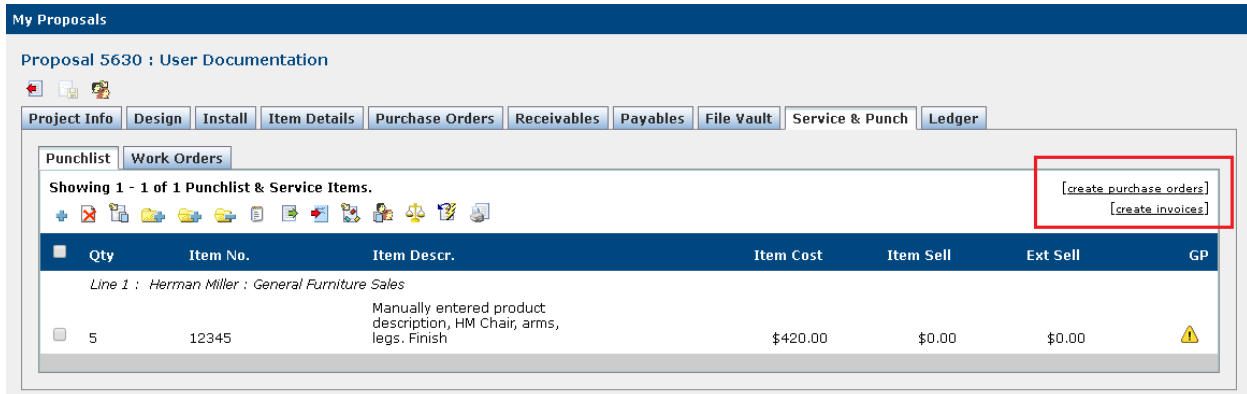 My Proposals
Proposal 5630 : User Documentation
Project Info Design Install Item Details Purchase Orders Receivables Payables File Vault Service & Punch Ledger
Punchlist Work Orders
Showing 1 - 1 of 1 Punchlist & Service Items.
[create purchase orders]
[create invoices]
Qty Item No. Item Descr. Item Cost Item Sell Ext Sell GP
Line 1 : Herman Miller : General Furniture Sales
Manually entered product
description, HM Chair, arms,
5 12345 legs. Finish $420.00 $0.00 $0.00